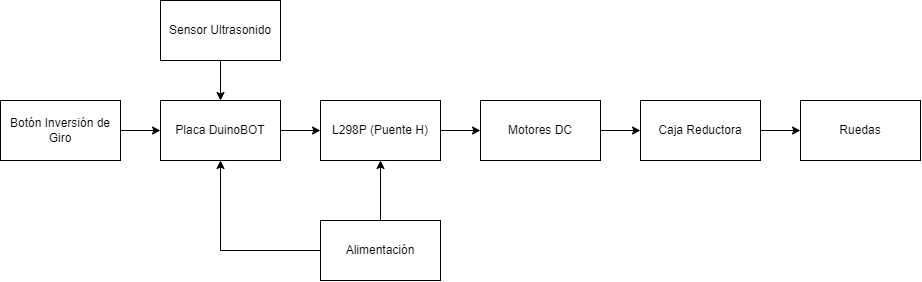 Sensor Ultrasonido
Botón Inversión de
Giro
Placa DuinoBOT
L298P (Puente H)
Motores DC
Caja Reductora
Ruedas
Alimentación